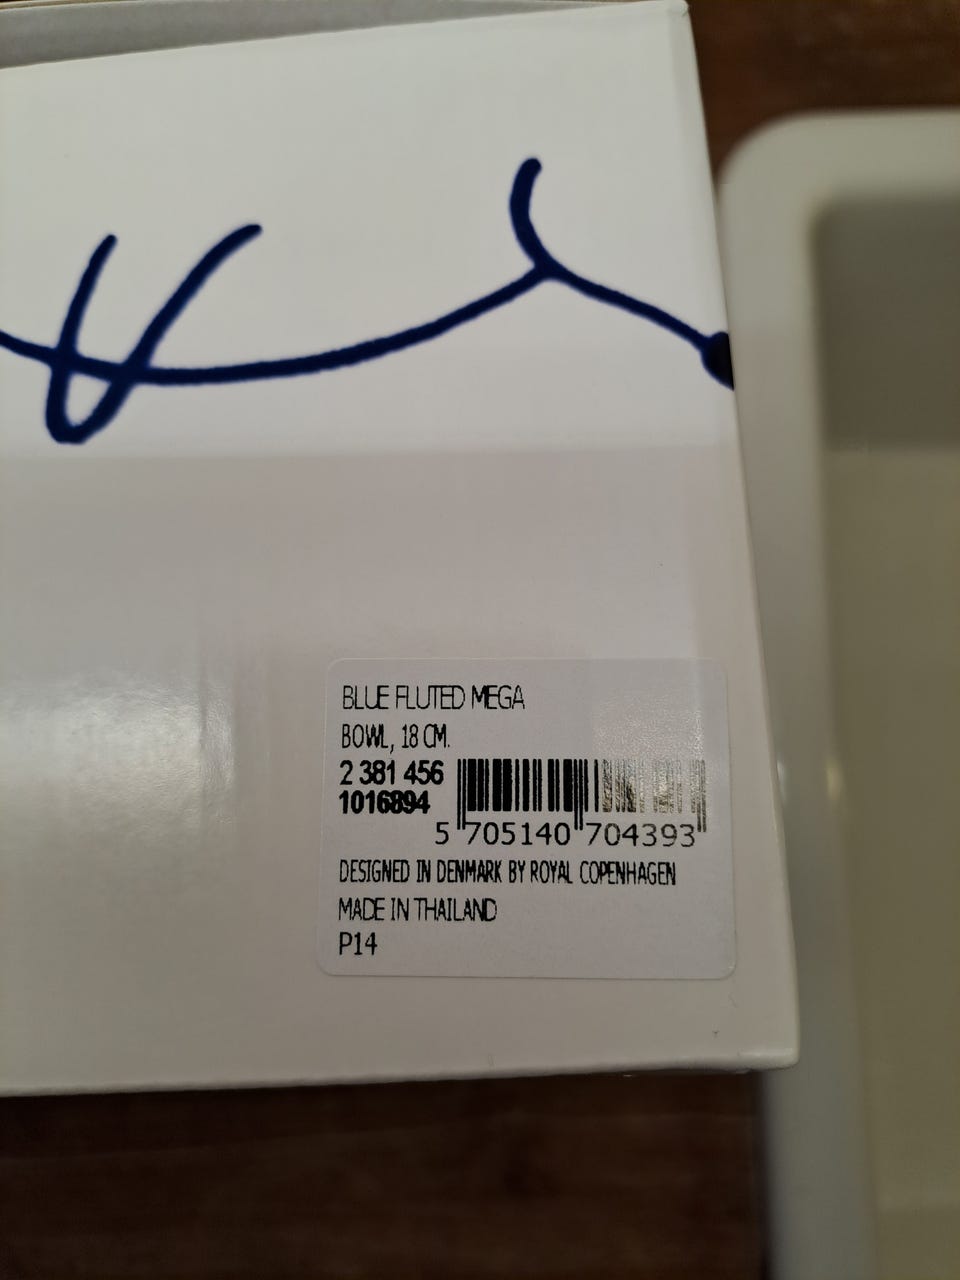 BLUE FLUTED MEGA
BOWL, 18 CM.
2 381 456
1016894
5 705140 704393
DESIGNED IN DENMARK BY ROYAL COPENHAGEN
MADE IN THAILAND
P14